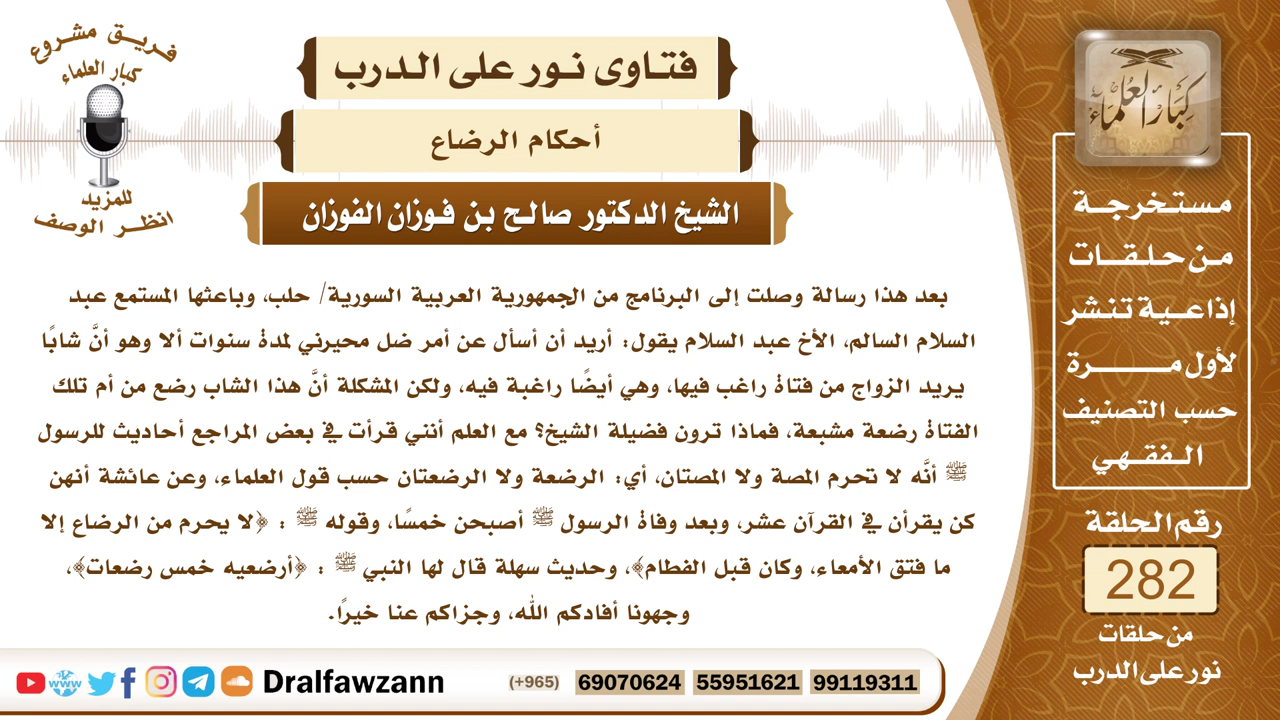 فريق مشروع
كبار العلماء
للمزيد
انظر الوصف
فتاوى نور على الدرب
أحكام الرضاع
الشيخ الدكتور صالح بن فوزان الفوزان
بعد هذا رسالة وصلت إلى البرنامج من الجمهورية العربية السورية/ حلب، وباعثها المستمع عبد
السلام السالم، الأخ عبد السلام يقول: أريد أن أسأل عن أمر ضل محيرني لمدة سنوات ألا وهو أنَّ شابًا
يريد الزواج من فتاة راغب فيها، وهي أيضًا راغبة فيه، ولكن المشكلة أنَّ هذا الشاب رضع من أم تلك
الفتاة رضعة مشبعة، فماذا ترون فضيلة الشيخ؟ مع العلم أنني قرأت في بعض المراجع أحاديث للرسول
ﷺ أنَّه لا تحرم المصة ولا المصتان، أي: الرضعة ولا الرضعتان حسب قول العلماء، وعن عائشة أنهن
كن يقرأن في القرآن عشر، وبعد وفاة الرسول ﷺ أصبحن خمسًا، وقوله ﷺ : ﴿لا يحرم من الرضاع إلا
ما فتق الأمعاء، وكان قبل الفطام﴾، وحديث سهلة قال لها النبي ﷺ : ﴿أرضعيه خمس رضعات﴾،
وجهونا أفادكم الله، وجزاكم عنا خيرًا.
كبار العلماء
مستخرجة
من حلقات
إذاعية تنشر
لأول مرة
حسب التصنيف
الفقهي
رقم الحلقة
282
من حلقات
نور على الدرب
Dralfawzann (+965) 69070624 55951621 99119311